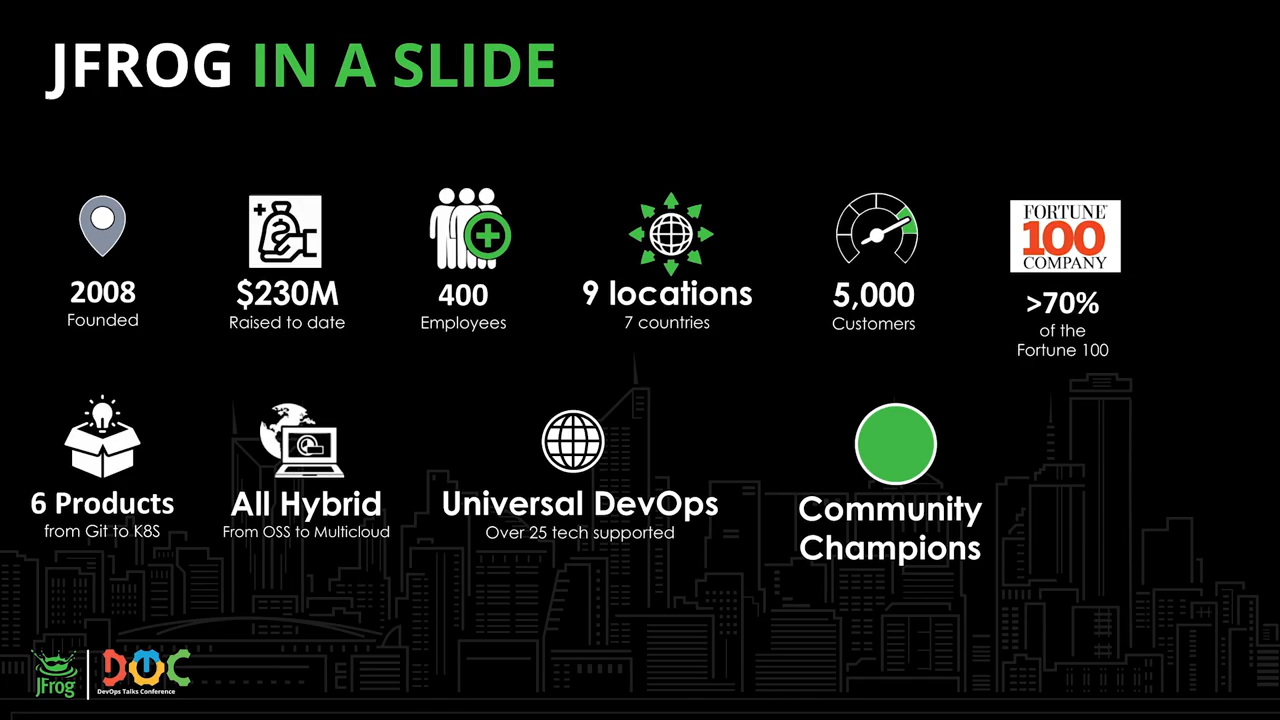 JFROG IN A SLIDE
2008
Founded
$230M
Raised to date
400
Employees
9 locations
7 countries
5,000
Customers
FORTUNE
100
COMPANY
>70%
of the
Fortune 100
6 Products
from Git to K8S
All Hybrid
From OSS to Multicloud
Universal DevOps
Over 25 tech supported
Community
Champions
JFrog
DOC
DevOps Talks Conference